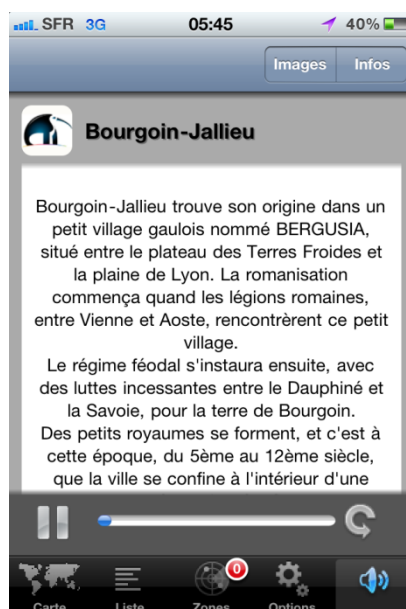 SFR 3G 05:45 40%
Images Infos
Bourgoin-Jallieu
Bourgoin-Jallieu trouve son origine dans un
petit village gaulois nommé BERGUSIA,
situé entre le plateau des Terres Froides et
la plaine de Lyon. La romanisation
commença quand les légions romaines,
entre Vienne et Aoste, rencontrèrent ce petit
village.
Le régime féodal s'instaura ensuite, avec
des luttes incessantes entre le Dauphiné et
la Savoie, pour la terre de Bourgoin.
Des petits royaumes se forment, et c'est à
cette époque, du 5ème au 12ème siècle,
que la ville se confine à l'intérieur d'une
0
Carte Liste Zones Options